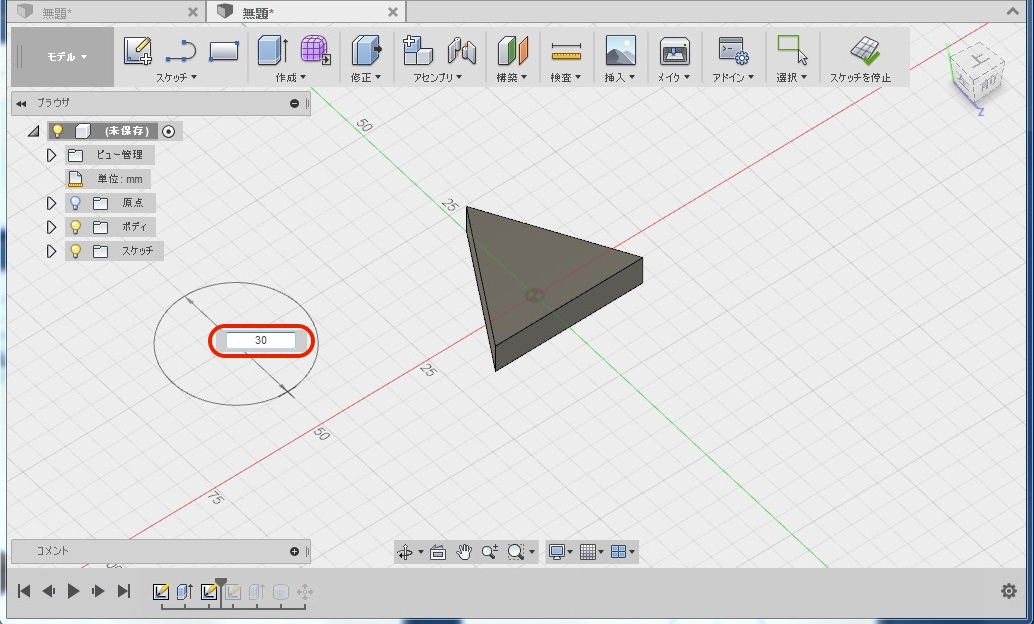 無題*
無題*
モデル
スケッチ
作成
修正
アセンブリ
構築
検査
挿入
メイク
アドイン
選択
スケッチを停止
ブラウザ
(未保存)
ビュー管理
単位: mm
原点
ボディ
スケッチ
50
25
30
25
50
75
上
Z
コメント